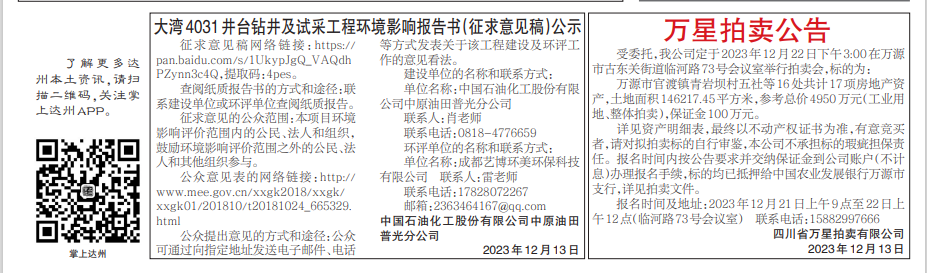 了解更多达
州本土资讯,请扫
描二维码,关注掌
上达州APP。
掌上达州
大湾4031井台钻井及试采工程环境影响报告书(征求意见稿)公示
征求意见稿网络链接:https://
pan.baidu.com/s/1UkypJgQ_VAQdh
PZynn3c4Q,提取码:4pes。
查阅纸质报告书的方式和途径:联
系建设单位或环评单位查阅纸质报告。
征求意见的公众范围:本项目环境
影响评价范围内的公民、法人和组织,
鼓励环境影响评价范围之外的公民、法
人和其他组织参与。
公众意见表的网络链接:http://
www.mee.gov.cn/xxgk2018/xxgk/
xxgk01/201810/t20181024_665329.
html
公众提出意见的方式和途径:公众
可通过向指定地址发送电子邮件、电话
等方式发表关于该工程建设及环评工
作的意见看法。
建设单位的名称和联系方式:
单位名称:中国石油化工股份有限
公司中原油田普光分公司
联系人:肖老师
联系电话:0818-4776659
环评单位的名称和联系方式:
单位名称:成都艺博环美环保科技
有限公司 联系人:雷老师
联系电话:17828072267
邮箱:2363464167@qq.com
中国石油化工股份有限公司中原油田
普光分公司
2023年12月13日
万星拍卖公告
受委托,我公司定于2023年12月22日下午3:00在万源
市古东关街道临河路73号会议室举行拍卖会,标的为:
万源市官渡镇青岩坝村五社等16处共计17项房地产资
产,土地面积146217.45平方米,参考总价4950万元(工业用
地、整体拍卖),保证金100万元。
详见资产明细表,最终以不动产权证书为准,有意竞买
者,请对拟拍卖标的自行审鉴,本公司不承担标的瑕疵担保责
任。报名时间内按公告要求并交纳保证金到公司账户(不计
息)办理报名手续,标的均已抵押给中国农业发展银行万源市
支行,详见拍卖文件。
报名时间及地址:2023年12月21日上午9点至22日上
午12点(临河路73号会议室) 联系电话:15882997666
四川省万星拍卖有限公司
2023年12月13日